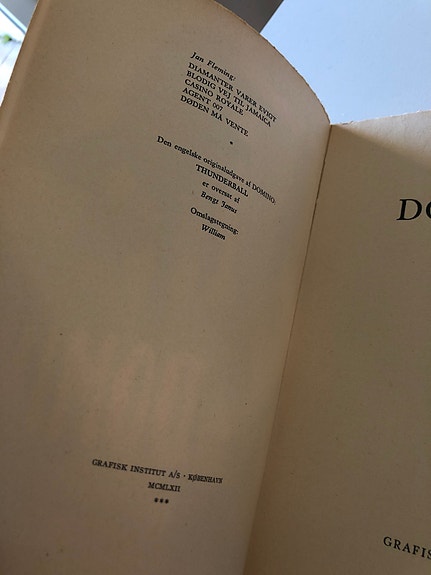 Jan Fleming:
DIAMANTER VARER EVIGT
BLODIG VEJ TIL JAMAICA
CASINO ROYALE
AGENT 007
DØDEN MÅ VENTE
*
Den engelske originaludgave af DOMINO:
THUNDERBALL
er oversat af
Bengt Janus
Omslagstegning:
William
GRAFISK INSTITUT A/S · KØBENHAVN
MCMLXII
***
DO
GRAFIS